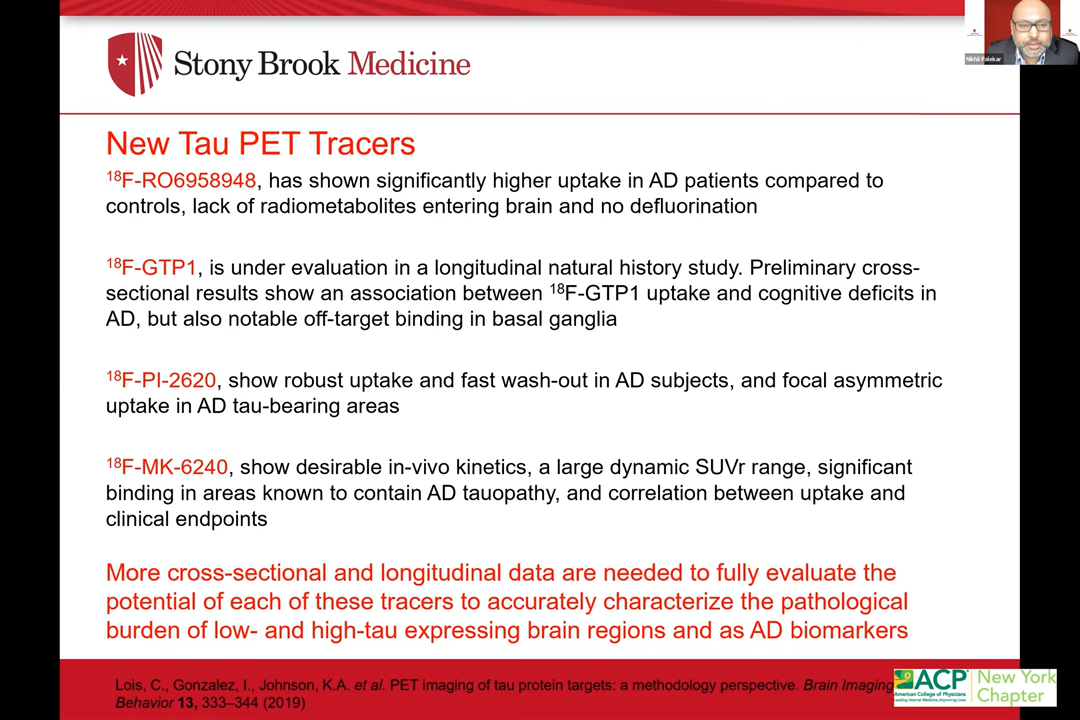 Stony Brook Medicine
Nikhil Palekar
New Tau PET Tracers
¹⁸F-RO6958948, has shown significantly higher uptake in AD patients compared to
controls, lack of radiometabolites entering brain and no defluorination
¹⁸F-GTP1, is under evaluation in a longitudinal natural history study. Preliminary cross-
sectional results show an association between ¹⁸F-GTP1 uptake and cognitive deficits in
AD, but also notable off-target binding in basal ganglia
¹⁸F-PI-2620, show robust uptake and fast wash-out in AD subjects, and focal asymmetric
uptake in AD tau-bearing areas
¹⁸F-MK-6240, show desirable in-vivo kinetics, a large dynamic SUVr range, significant
binding in areas known to contain AD tauopathy, and correlation between uptake and
clinical endpoints
More cross-sectional and longitudinal data are needed to fully evaluate the
potential of each of these tracers to accurately characterize the pathological
burden of low- and high-tau expressing brain regions and as AD biomarkers
Lois, C., Gonzalez, I., Johnson, K.A. et al. PET imaging of tau protein targets: a methodology perspective. Brain Imaging
Behavior 13, 333–344 (2019)
ACP®
American College of Physicians
Leading Internal Medicine, Improving Lives
New York
Chapter